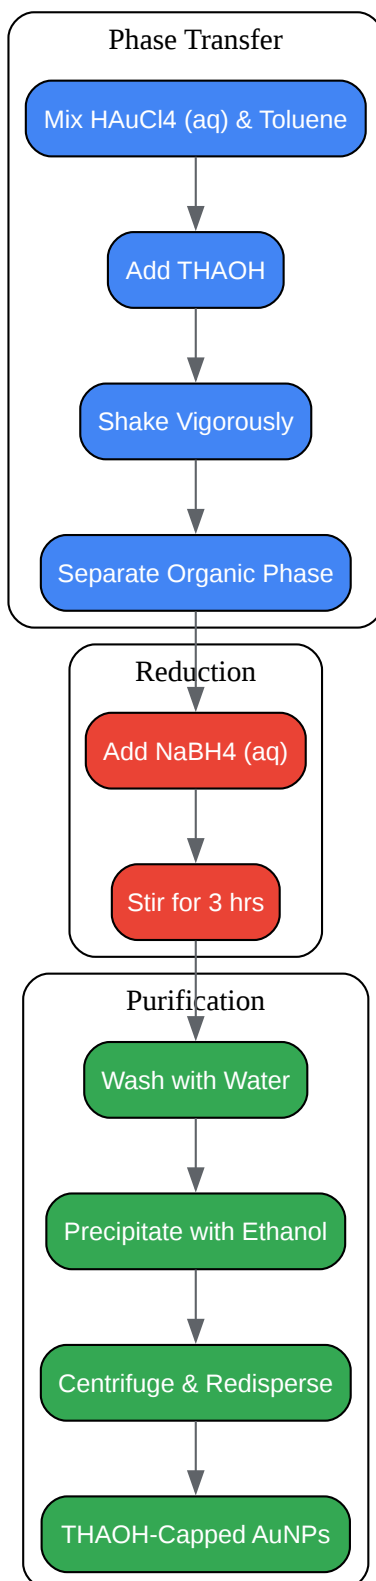 Phase Transfer
Mix HAuCl4 (aq) & Toluene
Add THAOH
Shake Vigorously
Separate Organic Phase
Reduction
Add NaBH4 (aq)
Stir for 3 hrs
Purification
Wash with Water
Precipitate with Ethanol
Centrifuge & Redisperse
THAOH-Capped AuNPs